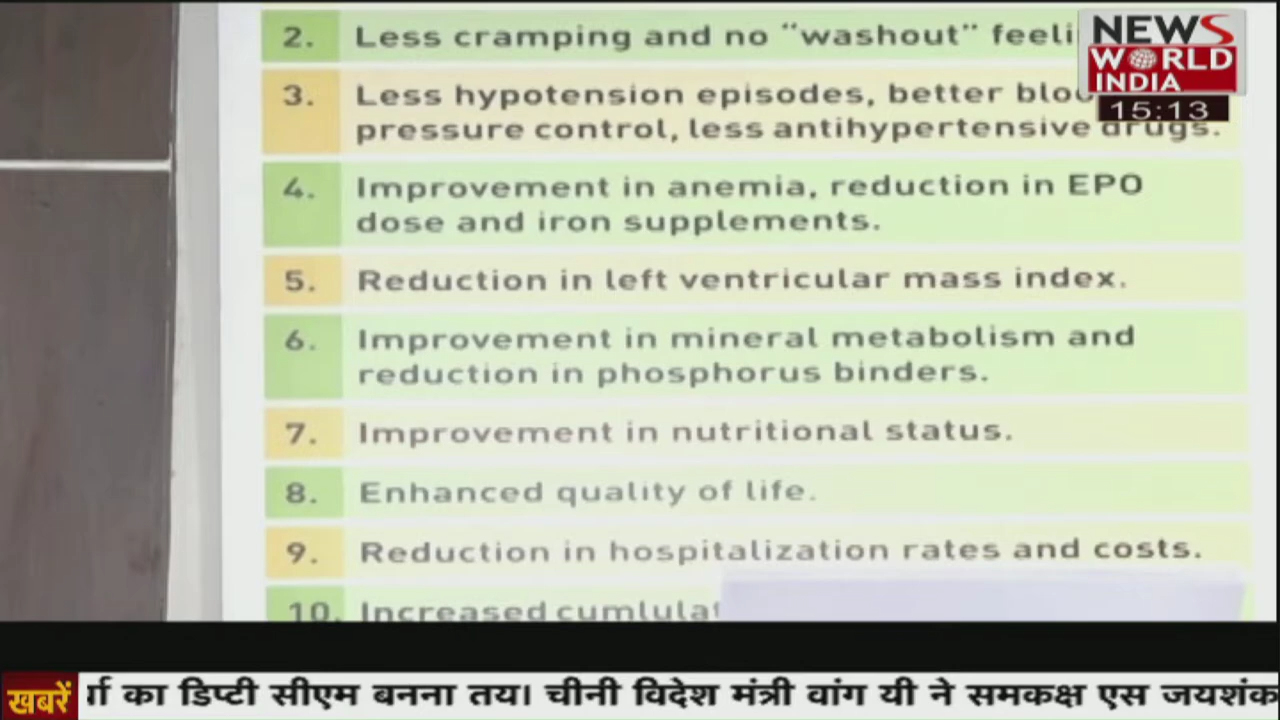 2. Less cramping and no “washout” feeli
3. Less hypotension episodes, better bloo
pressure control, less antihypertensive drugs.
4. Improvement in anemia, reduction in EPO
dose and iron supplements.
5. Reduction in left ventricular mass index.
6. Improvement in mineral metabolism and
reduction in phosphorus binders.
7. Improvement in nutritional status.
8. Enhanced quality of life.
9. Reduction in hospitalization rates and costs.
10. Increased cumlulat
NEWS
WORLD
INDIA
15:13
खबरें
र्गा का डिप्टी सीएम बनना तय। चीनी विदेश मंत्री वांग यी ने समकक्ष एस जयशंक